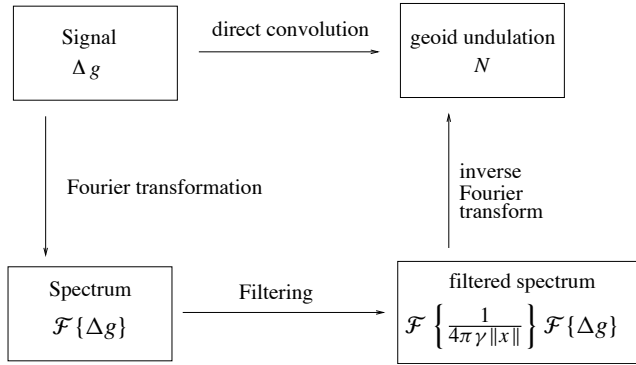 Signal
Δ g
direct convolution
geoid undulation
N
Fourier transformation
inverse
Fourier
transform
Spectrum
ℱ{Δg}
Filtering
filtered spectrum
ℱ { 1 / 4πγ‖x‖ } ℱ{Δg}